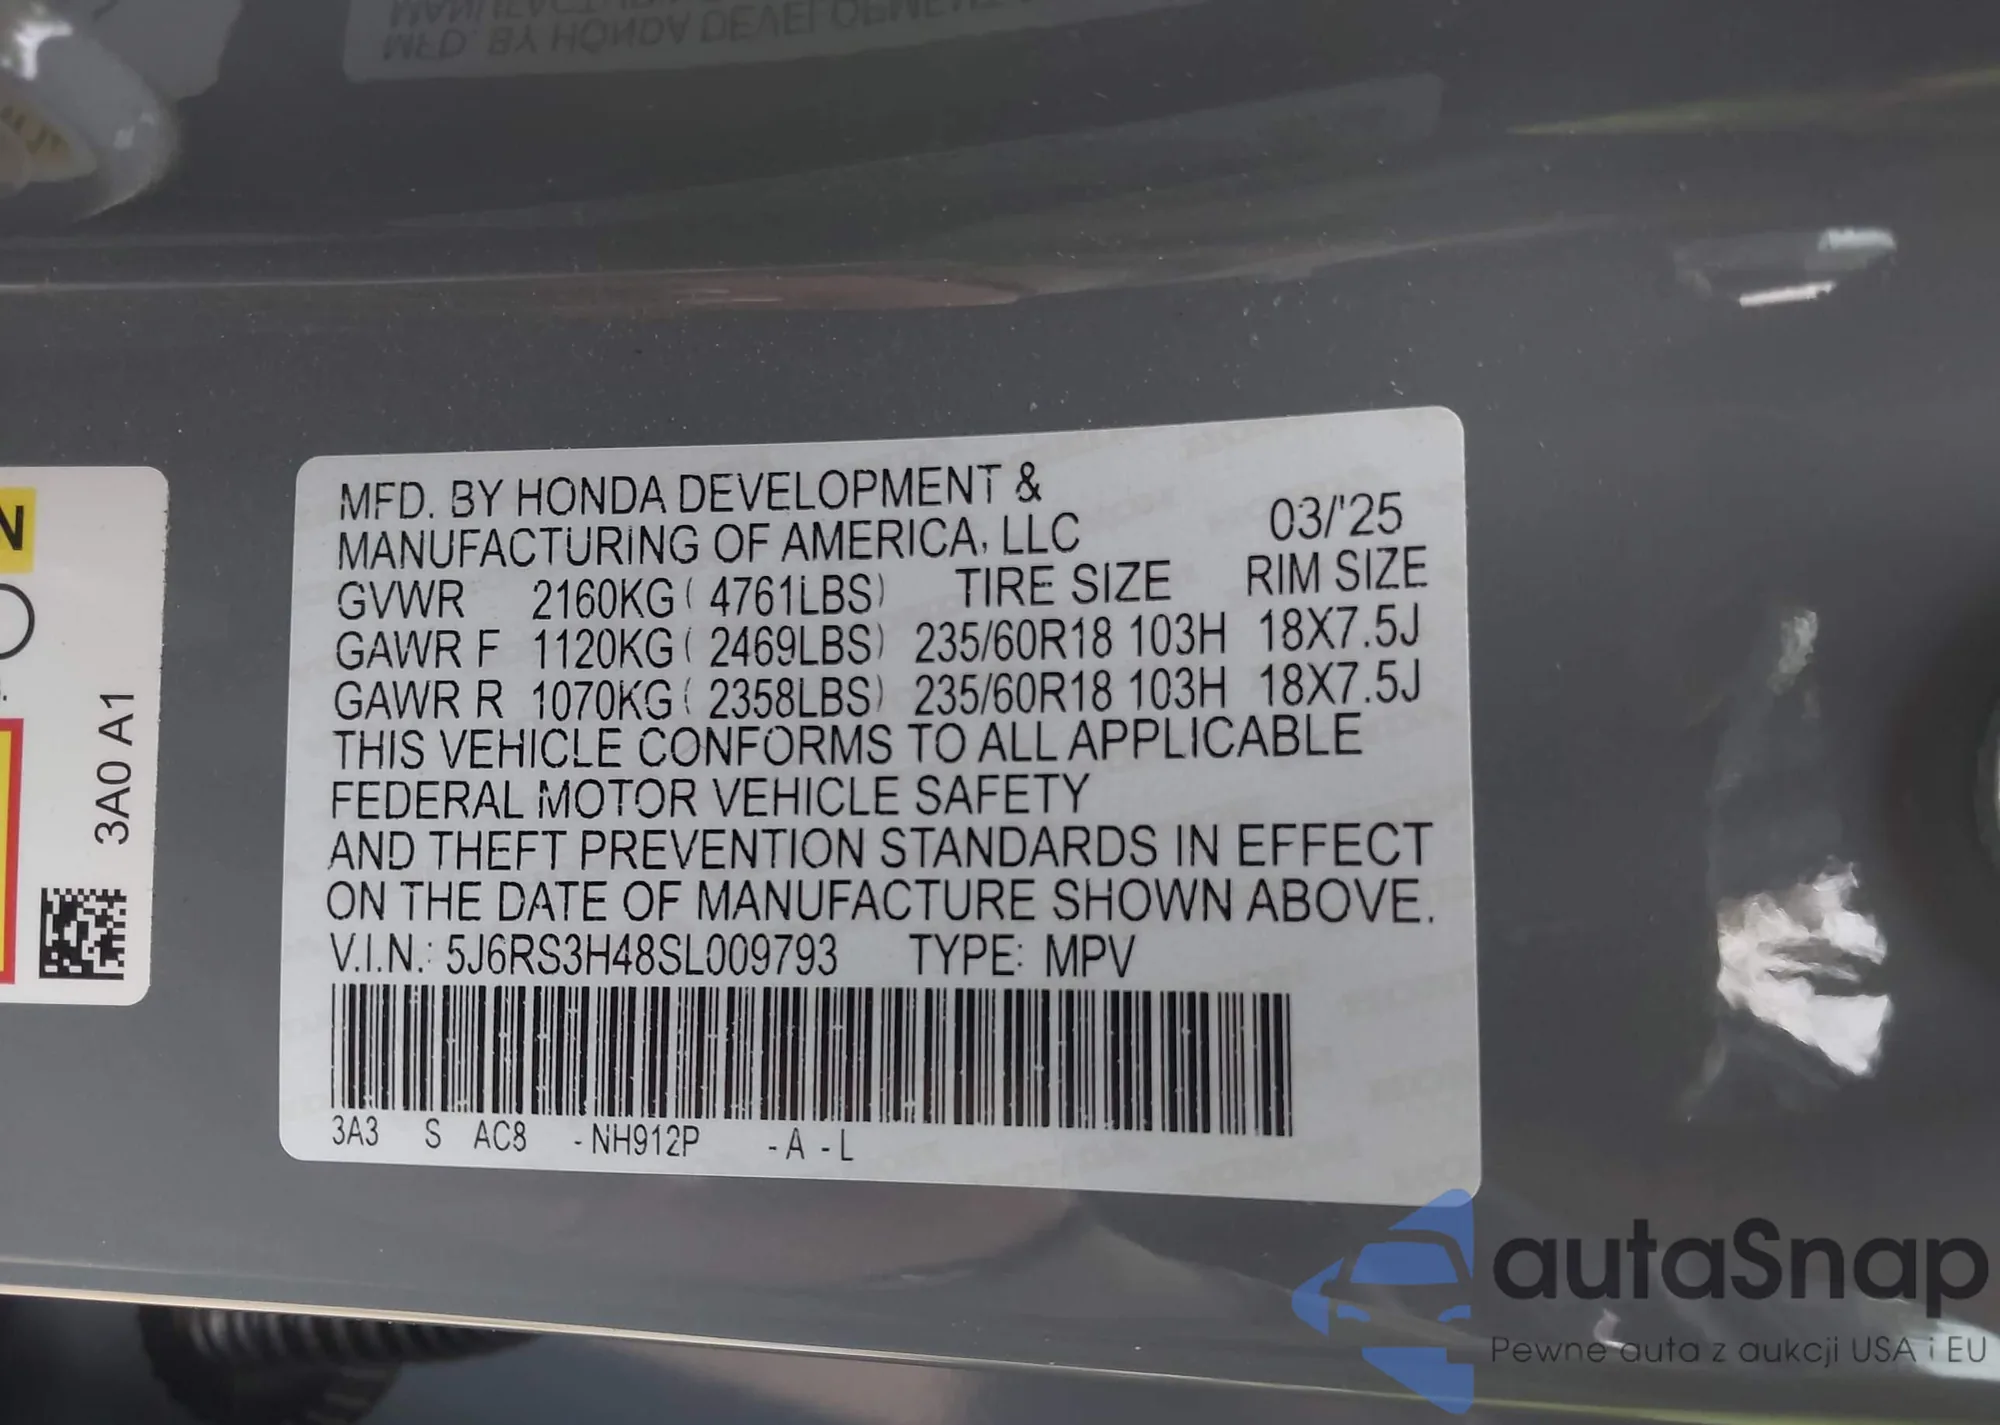 MFD. BY HONDA DEVELOPMENT &
MANUFACTURING OF AMERICA, LLC 03/'25
GVWR 2160KG ( 4761LBS) TIRE SIZE RIM SIZE
GAWR F 1120KG ( 2469LBS) 235/60R18 103H 18X7.5J
GAWR R 1070KG ( 2358LBS) 235/60R18 103H 18X7.5J
THIS VEHICLE CONFORMS TO ALL APPLICABLE
FEDERAL MOTOR VEHICLE SAFETY
AND THEFT PREVENTION STANDARDS IN EFFECT
ON THE DATE OF MANUFACTURE SHOWN ABOVE.
V.I.N.: 5J6RS3H48SL009793 TYPE: MPV
3A3 S AC8 - NH912P - A - L
N
3A0 A1
autaSnap
Pewne auta z aukcji USA i EU